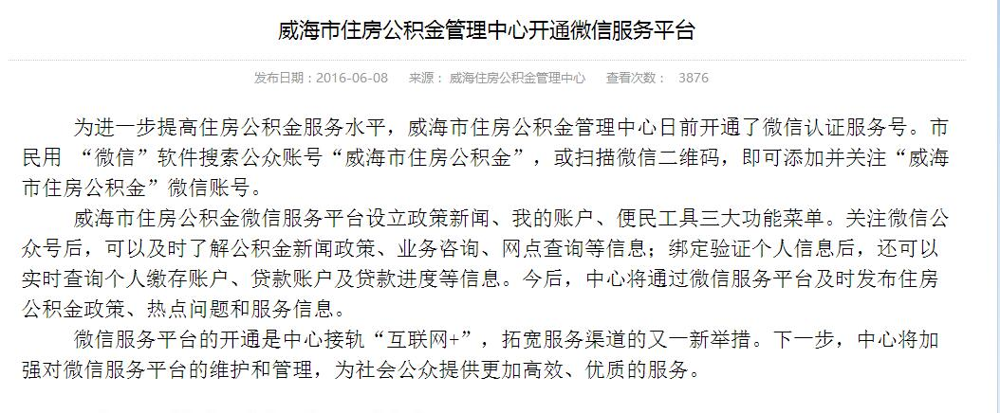 威海市住房公积金管理中心开通微信服务平台
发布日期：2016-06-08 来源： 威海住房公积金管理中心 查看次数： 3876
为进一步提高住房公积金服务水平，威海市住房公积金管理中心日前开通了微信认证服务号。市
民用 “微信”软件搜索公众账号“威海市住房公积金”，或扫描微信二维码，即可添加并关注“威海
市住房公积金”微信账号。
威海市住房公积金微信服务平台设立政策新闻、我的账户、便民工具三大功能菜单。关注微信公
众号后，可以及时了解公积金新闻政策、业务咨询、网点查询等信息；绑定验证个人信息后，还可以
实时查询个人缴存账户、贷款账户及贷款进度等信息。今后，中心将通过微信服务平台及时发布住房
公积金政策、热点问题和服务信息。
微信服务平台的开通是中心接轨“互联网+”，拓宽服务渠道的又一新举措。下一步，中心将加
强对微信服务平台的维护和管理，为社会公众提供更加高效、优质的服务。